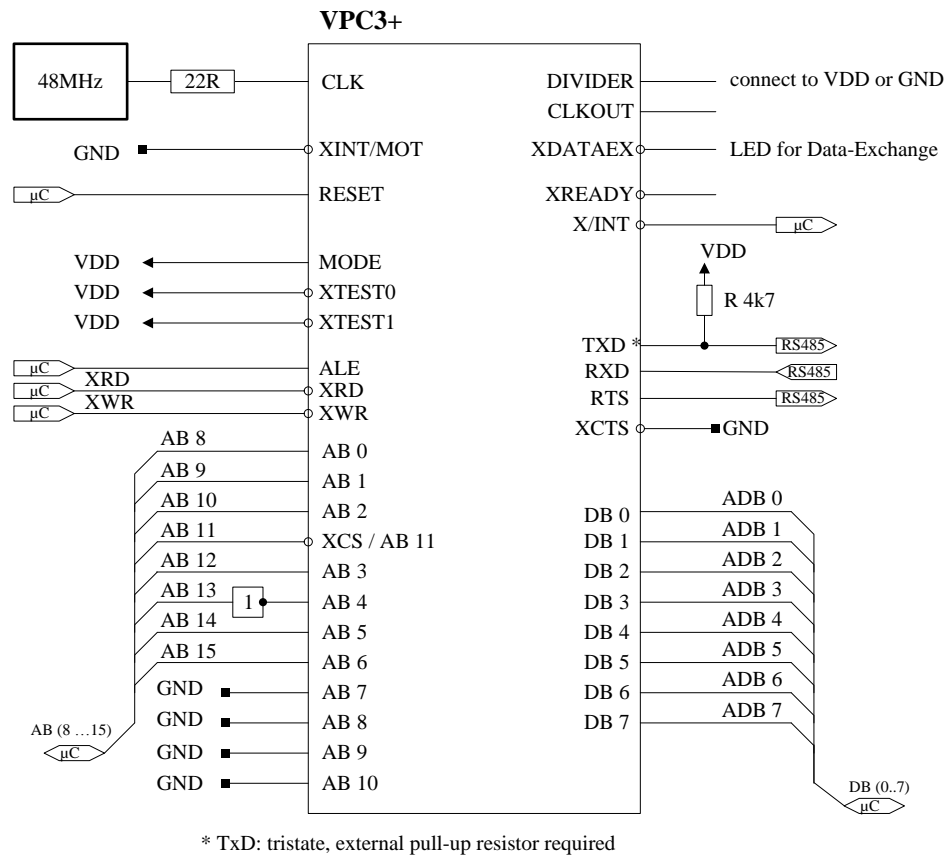 VPC3+
48MHz 22R CLK DIVIDER connect to VDD or GND
CLKOUT
GND XINT/MOT XDATAEX LED for Data-Exchange
µC RESET XREADY
X/INT µC
VDD MODE VDD
VDD XTEST0 R 4k7
VDD XTEST1
TXD * RS485
µC ALE RXD RS485
µC XRD XRD RTS RS485
µC XWR XWR
XCTS GND
AB 8 AB 0
AB 9 AB 1
AB 10 AB 2 DB 0 ADB 0
AB 11 XCS / AB 11 DB 1 ADB 1
AB 12 AB 3 DB 2 ADB 2
AB 13 1 AB 4 DB 3 ADB 3
AB 14 AB 5 DB 4 ADB 4
AB 15 AB 6 DB 5 ADB 5
GND AB 7 DB 6 ADB 6
GND AB 8 DB 7 ADB 7
AB (8 …15)
µC
GND AB 9
GND AB 10
DB (0..7)
µC
* TxD: tristate, external pull-up resistor required